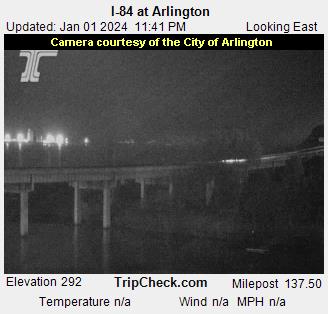 I-84 at Arlington
Updated: Jan 01 2024 11:41 PM Looking East
Camera courtesy of the City of Arlington
Elevation 292 TripCheck.com Milepost 137.50
Temperature n/a Wind n/a MPH n/a